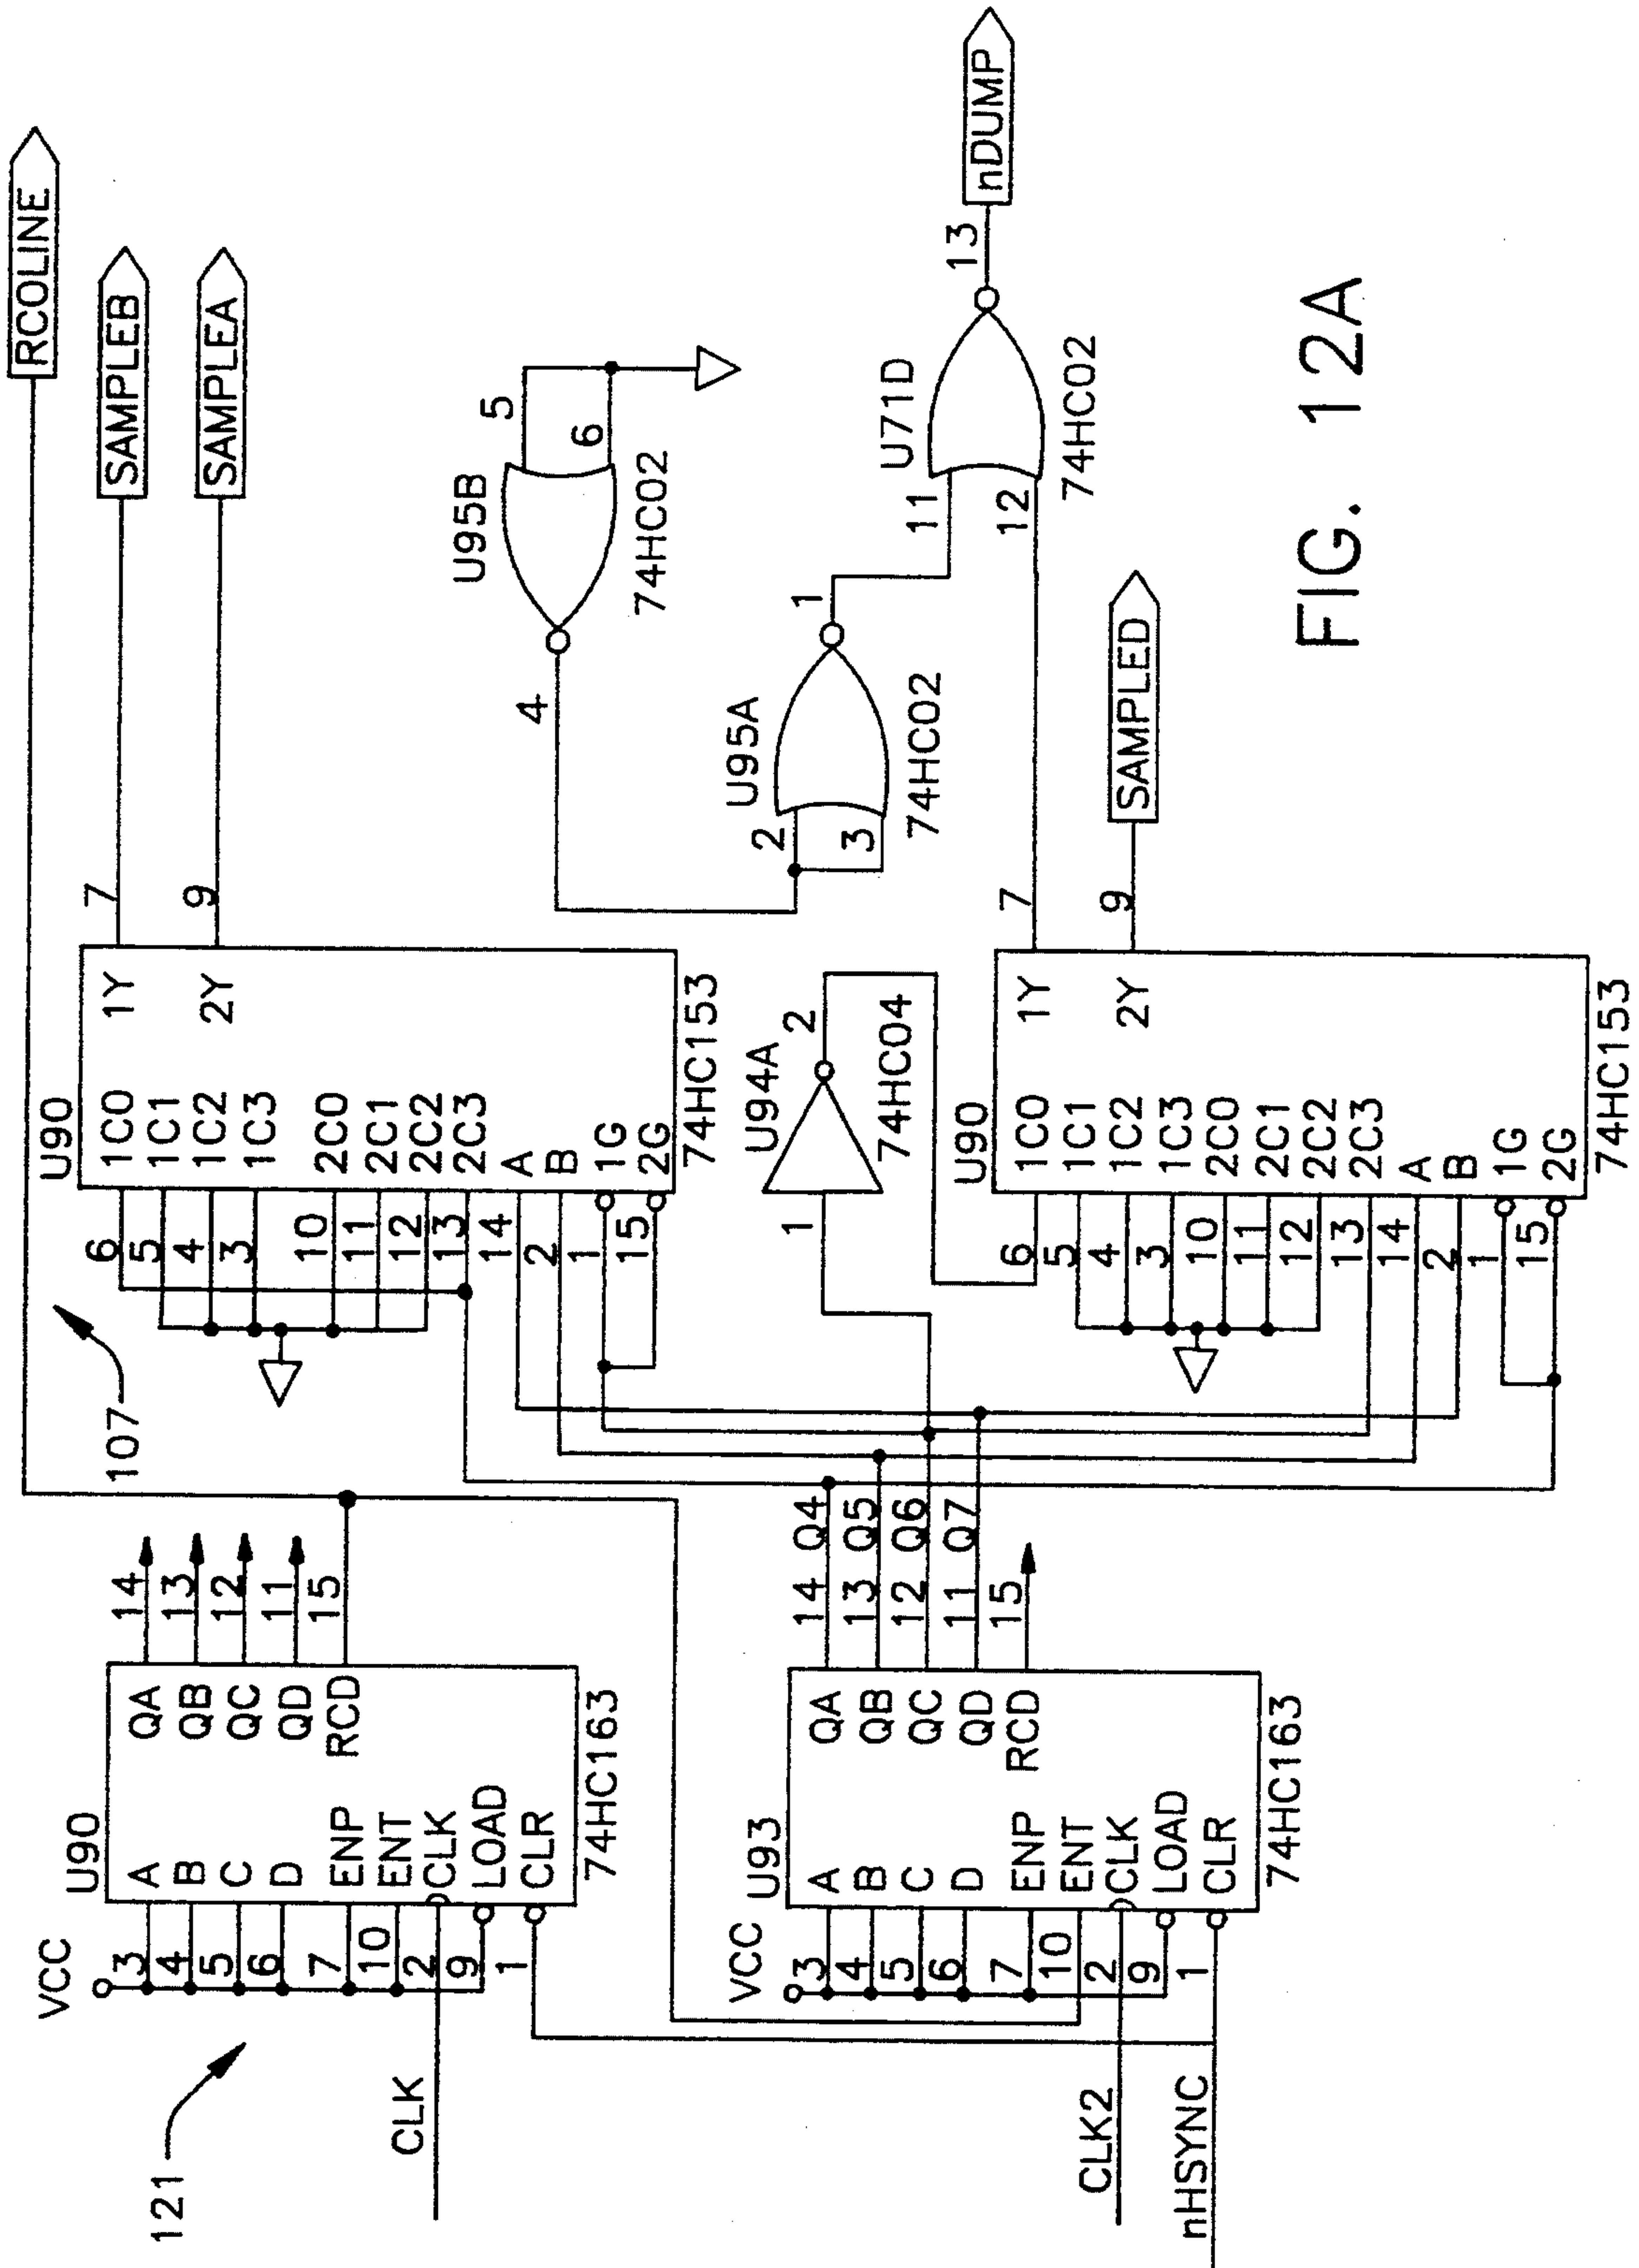 RCOLINE
SAMPLEB
SAMPLEA
nDUMP
SAMPLED
U95B
5
6
74HC02
4
U95A
2
3
1
74HC02
U71D
11
12
13
74HC02
FIG. 12A
107
121
U90
1C0
1C1
1C2
1C3
2C0
2C1
2C2
2C3
A
B
1G
2G
1Y
2Y
6
5
4
3
10
11
12
13
14
2
1
15
7
9
74HC153
U94A
1
2
74HC04
U90
1C0
1C1
1C2
1C3
2C0
2C1
2C2
2C3
A
B
1G
2G
1Y
2Y
6
5
4
3
10
11
12
13
14
2
1
15
7
9
74HC153
VCC
U90
3
4
5
6
7
10
2
9
1
A
B
C
D
ENP
ENT
CLK
LOAD
CLR
QA
QB
QC
QD
RCD
14
13
12
11
15
74HC163
CLK
VCC
U93
3
4
5
6
7
10
2
9
1
A
B
C
D
ENP
ENT
CLK
LOAD
CLR
QA
QB
QC
QD
RCD
14 Q4
13 Q5
12 Q6
11 Q7
15
74HC163
CLK2
nHSYNC